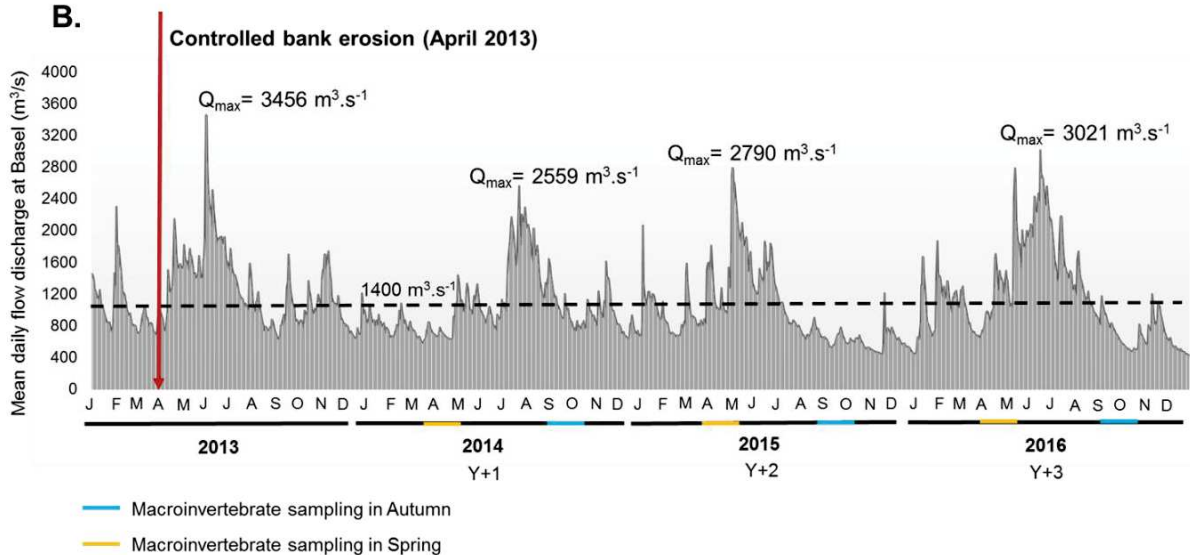 B.
Controlled bank erosion (April 2013)
Mean daily flow discharge at Basel (m³/s)
4000
3600
3200
2800
2400
2000
1600
1200
800
400
0
Qmax= 3456 m³.s⁻¹
Qmax= 2559 m³.s⁻¹
Qmax= 2790 m³.s⁻¹
Qmax= 3021 m³.s⁻¹
1400 m³.s⁻¹
J F M A M J J A S O N D J F M A M J J A S O N D J F M A M J J A S O N D J F M A M J J A S O N D
2013 2014 2015 2016
Y+1 Y+2 Y+3
Macroinvertebrate sampling in Autumn
Macroinvertebrate sampling in Spring